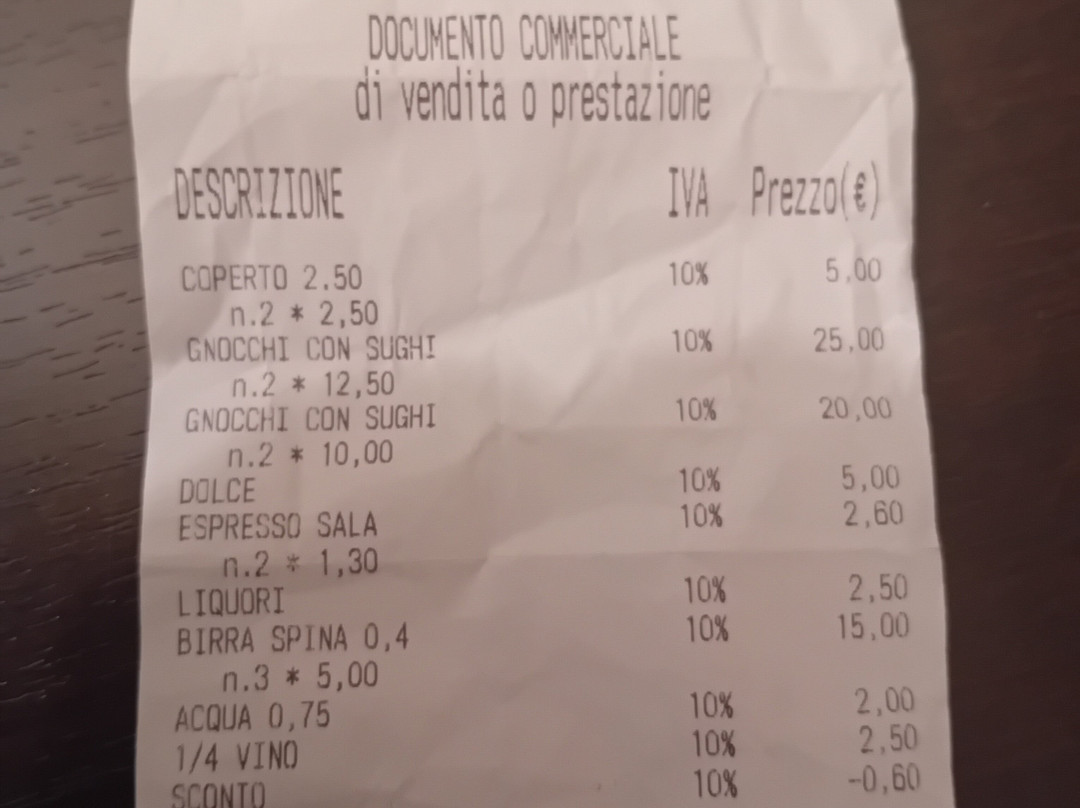 DOCUMENTO COMMERCIALE
di vendita o prestazione
DESCRIZIONE IVA Prezzo(€)
COPERTO 2.50 10% 5,00
n.2 * 2,50
GNOCCHI CON SUGHI 10% 25,00
n.2 * 12,50
GNOCCHI CON SUGHI 10% 20,00
n.2 * 10,00
DOLCE 10% 5,00
ESPRESSO SALA 10% 2,60
n.2 * 1,30
LIQUORI 10% 2,50
BIRRA SPINA 0,4 10% 15,00
n.3 * 5,00
ACQUA 0,75 10% 2,00
1/4 VINO 10% 2,50
SCONTO 10% -0,60